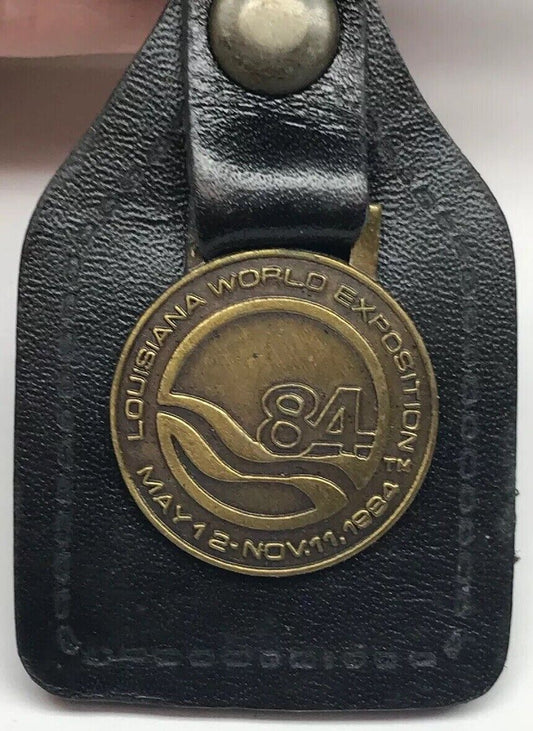 LOUISIANA WORLD EXPOSITION TM
84
MAY 12-NOV.11,1984